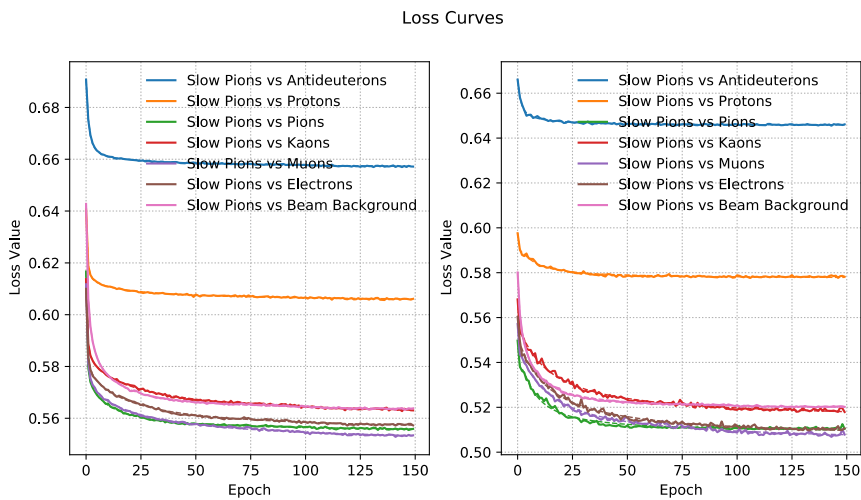 Loss Curves
Loss Value
0.68
0.66
0.64
0.62
0.60
0.58
0.56
Slow Pions vs Antideuterons
Slow Pions vs Protons
Slow Pions vs Pions
Slow Pions vs Kaons
Slow Pions vs Muons
Slow Pions vs Electrons
Slow Pions vs Beam Background
0 25 50 75 100 125 150
Epoch
Loss Value
0.66
0.64
0.62
0.60
0.58
0.56
0.54
0.52
0.50
Slow Pions vs Antideuterons
Slow Pions vs Protons
Slow Pions vs Pions
Slow Pions vs Kaons
Slow Pions vs Muons
Slow Pions vs Electrons
Slow Pions vs Beam Background
0 25 50 75 100 125 150
Epoch